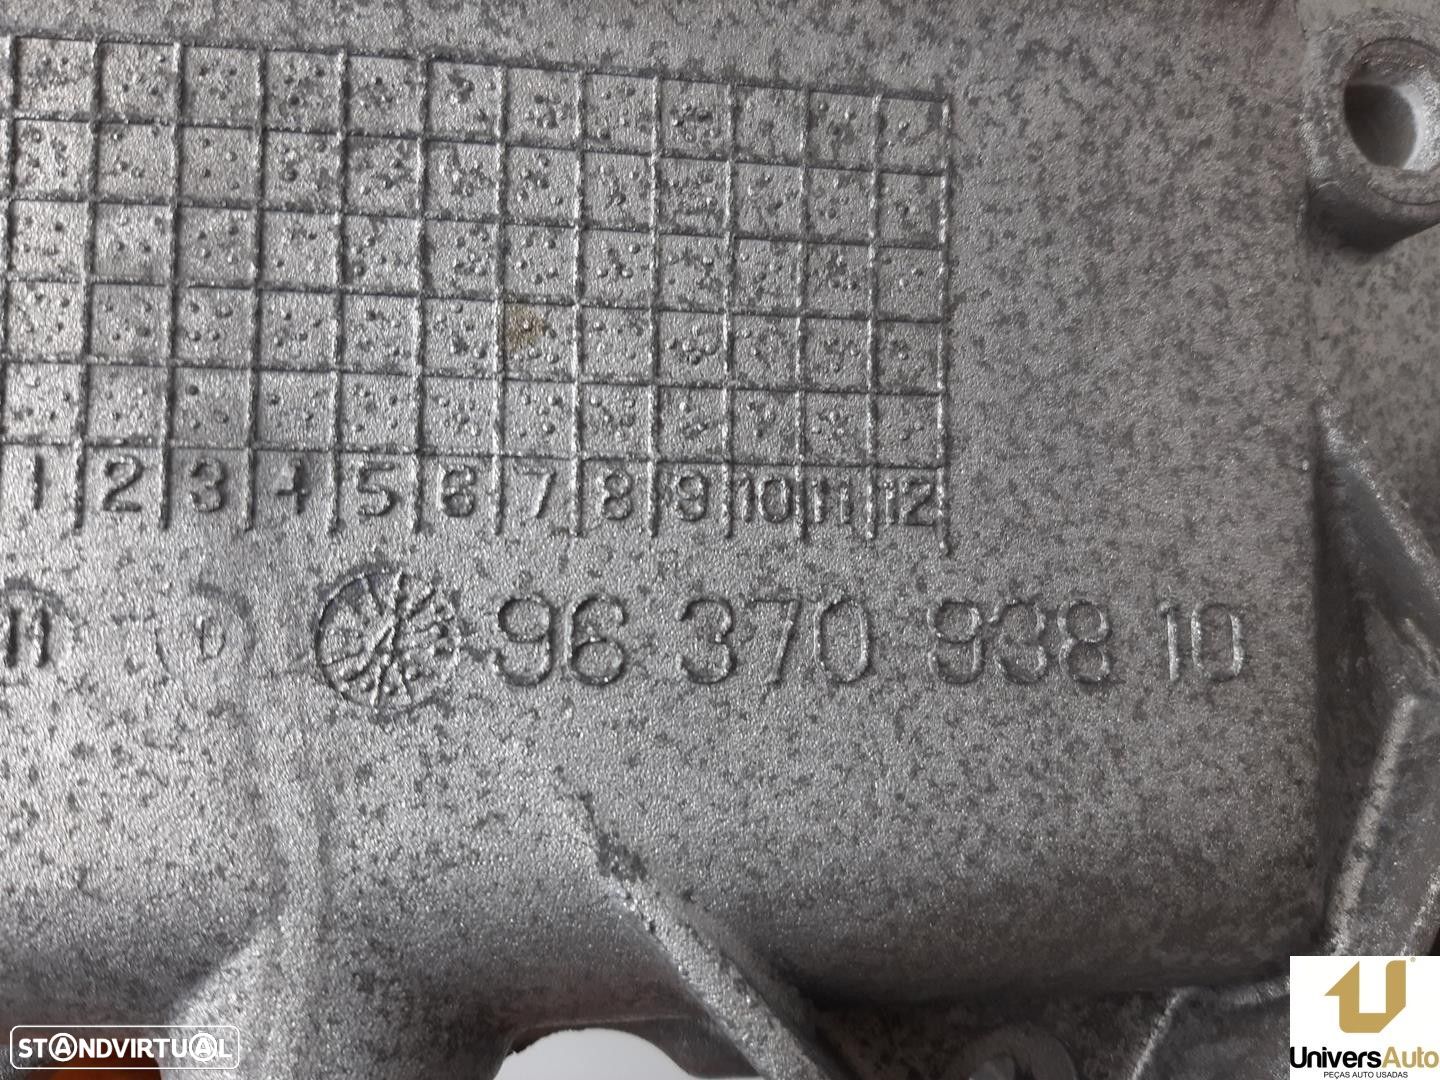 1 2 3 4 5 6 7 8 9 10 11 12
11
96 370 938 10
STANDVIRTUAL
UniversAuto
PEÇAS AUTO USADAS